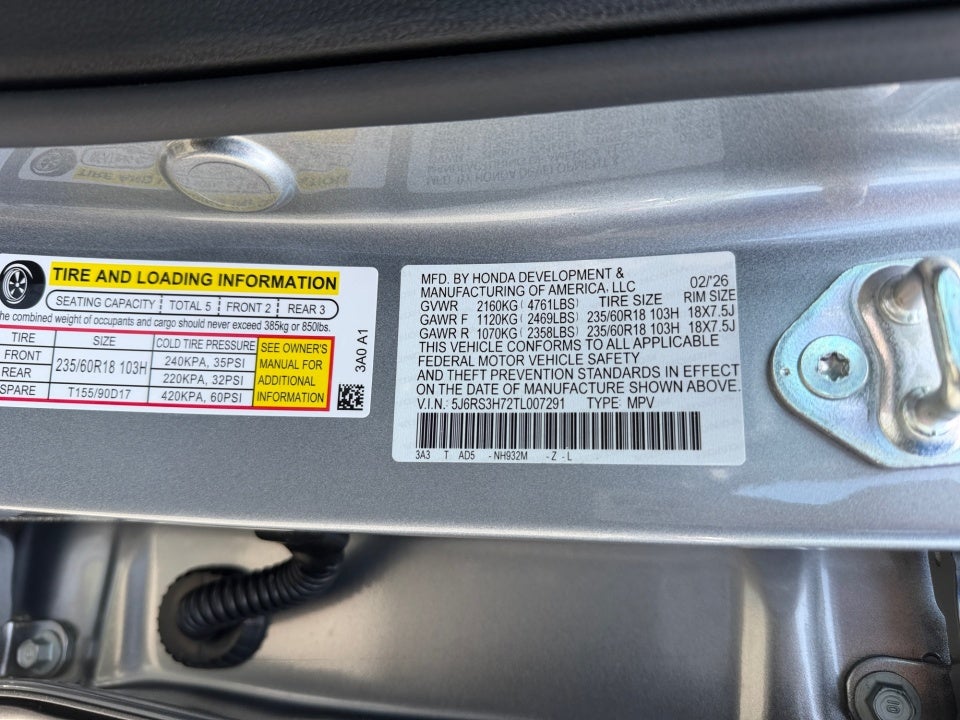 TIRE AND LOADING INFORMATION
SEATING CAPACITY TOTAL 5 FRONT 2 REAR 3
The combined weight of occupants and cargo should never exceed 385kg or 850lbs.
TIRE SIZE COLD TIRE PRESSURE
FRONT 235/60R18 103H 240KPA, 35PSI
REAR 220KPA, 32PSI
SPARE T155/90D17 420KPA, 60PSI
SEE OWNER'S
MANUAL FOR
ADDITIONAL
INFORMATION
3A0 A1
MFD. BY HONDA DEVELOPMENT & 02/'26
MANUFACTURING OF AMERICA, LLC
TIRE SIZE RIM SIZE
GVWR 2160KG ( 4761LBS)
GAWR F 1120KG ( 2469LBS) 235/60R18 103H 18X7.5J
GAWR R 1070KG ( 2358LBS) 235/60R18 103H 18X7.5J
THIS VEHICLE CONFORMS TO ALL APPLICABLE
FEDERAL MOTOR VEHICLE SAFETY
AND THEFT PREVENTION STANDARDS IN EFFECT
ON THE DATE OF MANUFACTURE SHOWN ABOVE.
V.I.N.: 5J6RS3H72TL007291 TYPE: MPV
3A3 T AD5 - NH932M - Z - L